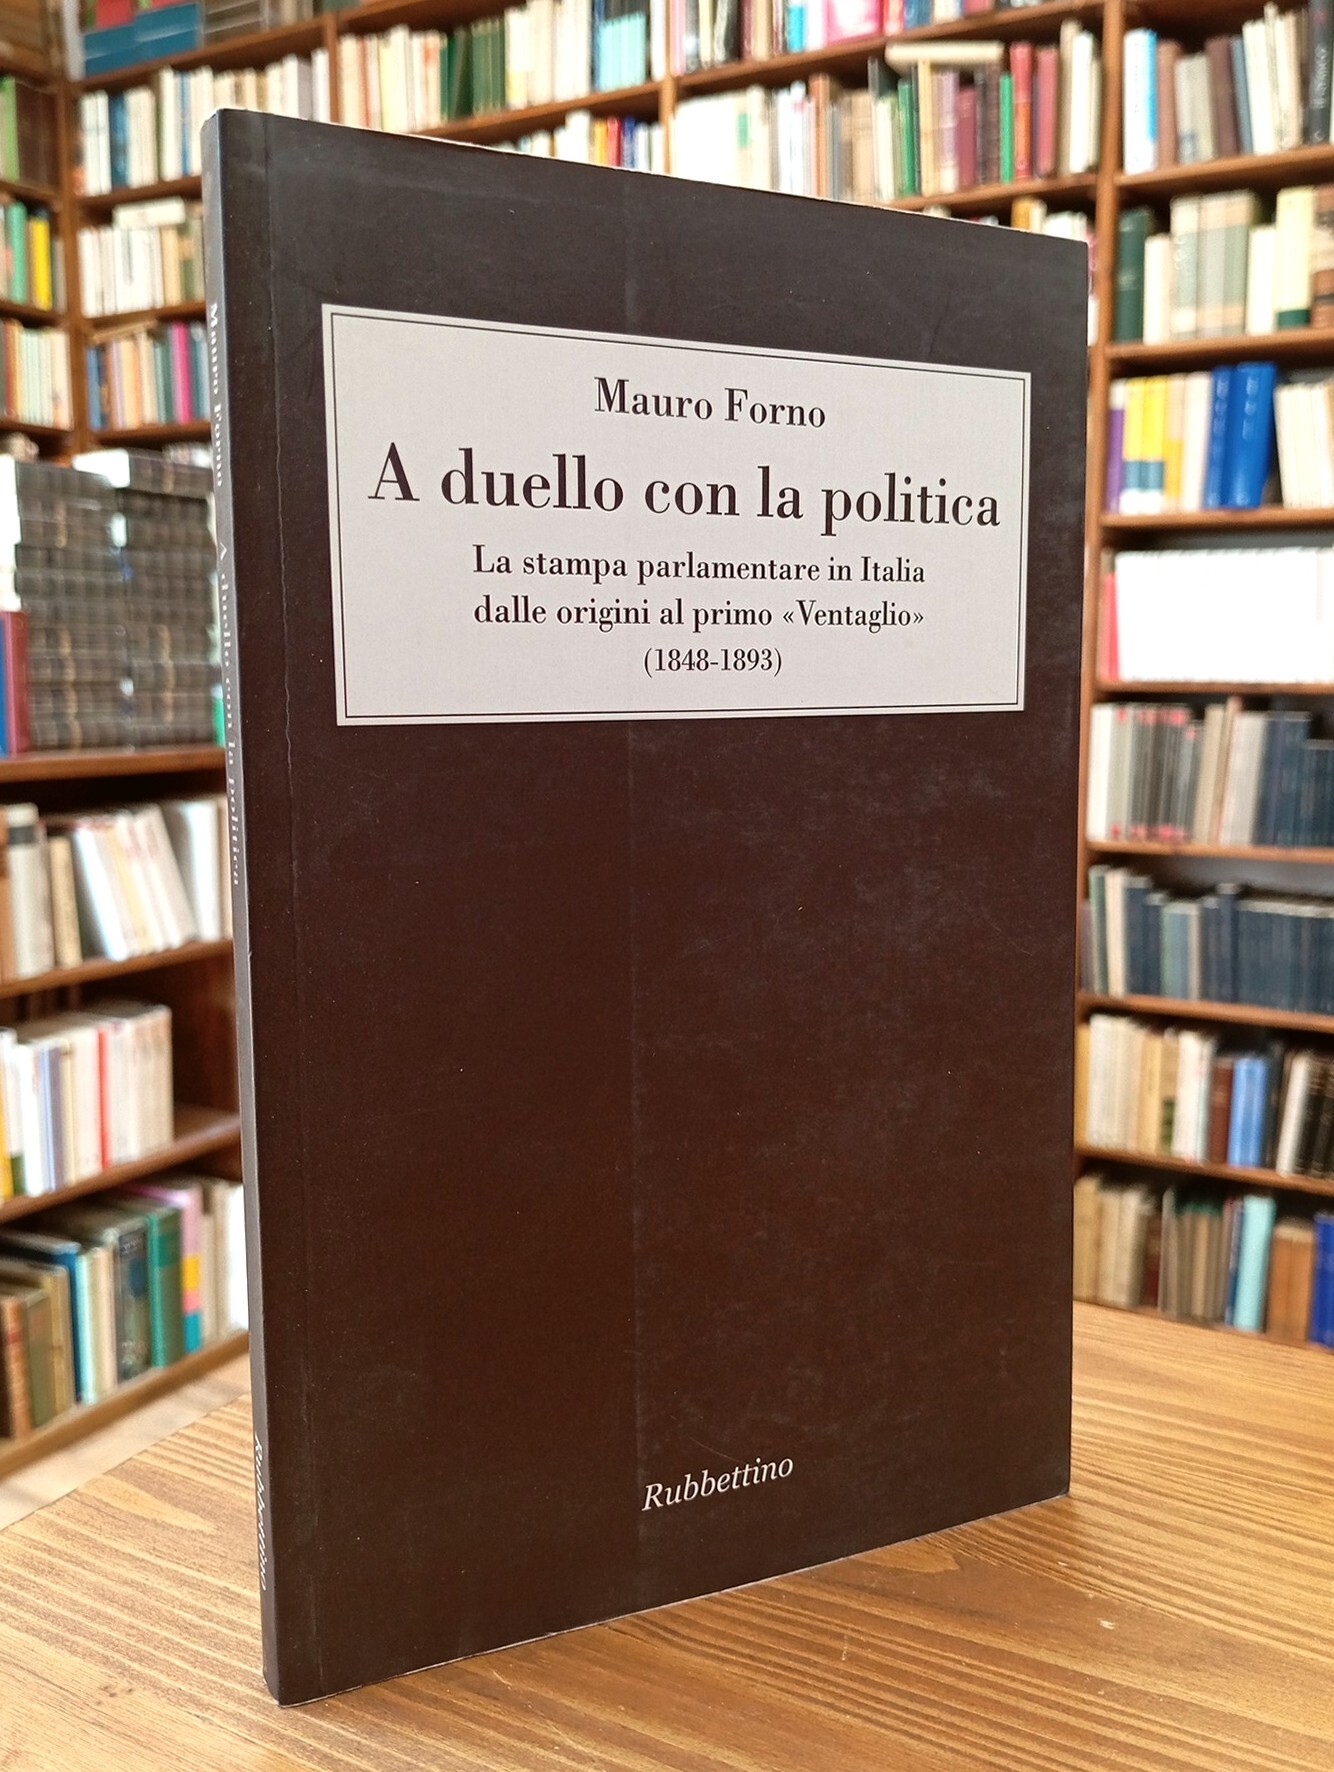 Mauro Forno
A duello con la politica
La stampa parlamentare in Italia
dalle origini al primo «Ventaglio»
(1848-1893)
Rubbettino
Mauro Forno A duello con la politica
Rubbettino